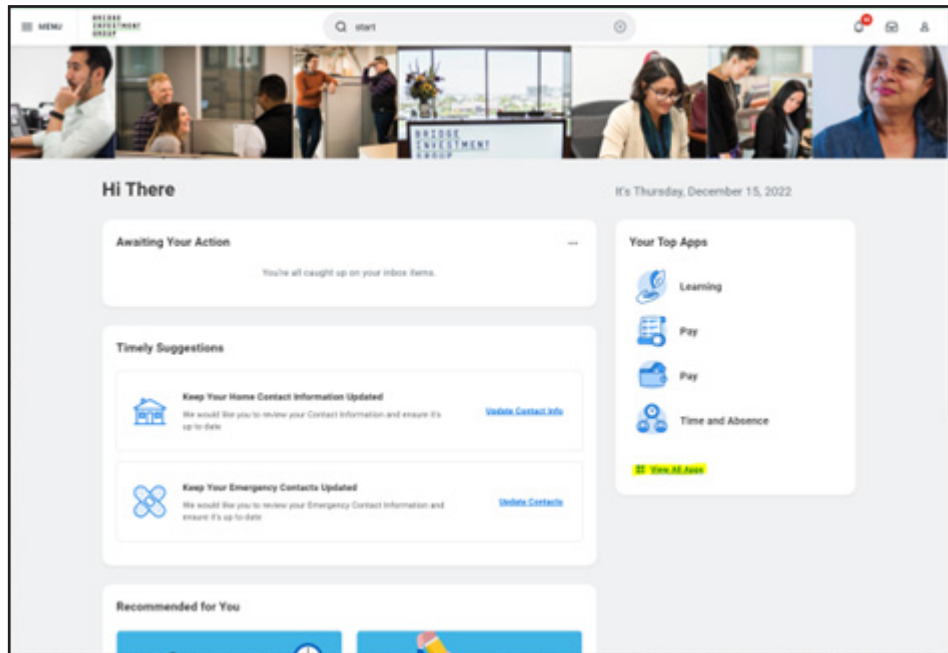 MENU
BRIDGE
INVESTMENT
GROUP
start
BRIDGE
INVESTMENT
GROUP
Hi There
It's Thursday, December 15, 2022
Awaiting Your Action
You're all caught up on your inbox items.
Your Top Apps
Learning
Pay
Pay
Time and Absence
View All Apps
Timely Suggestions
Keep Your Home Contact Information Updated
We would like you to review your Contact Information and ensure it's
up to date
Update Contact Info
Keep Your Emergency Contacts Updated
We would like you to review your Emergency Contact Information and
ensure it's up to date
Update Contacts
Recommended for You